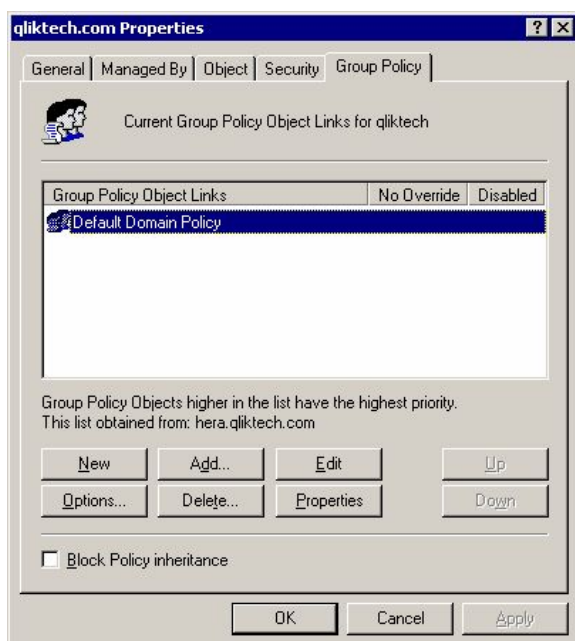 qliktech.com Properties
General Managed By Object Security Group Policy
Current Group Policy Object Links for qliktech
Group Policy Object Links No Override Disabled
Default Domain Policy
Group Policy Objects higher in the list have the highest priority.
This list obtained from: hera.qliktech.com
New Add... Edit Up
Options... Delete... Properties Down
Block Policy inheritance
OK Cancel Apply